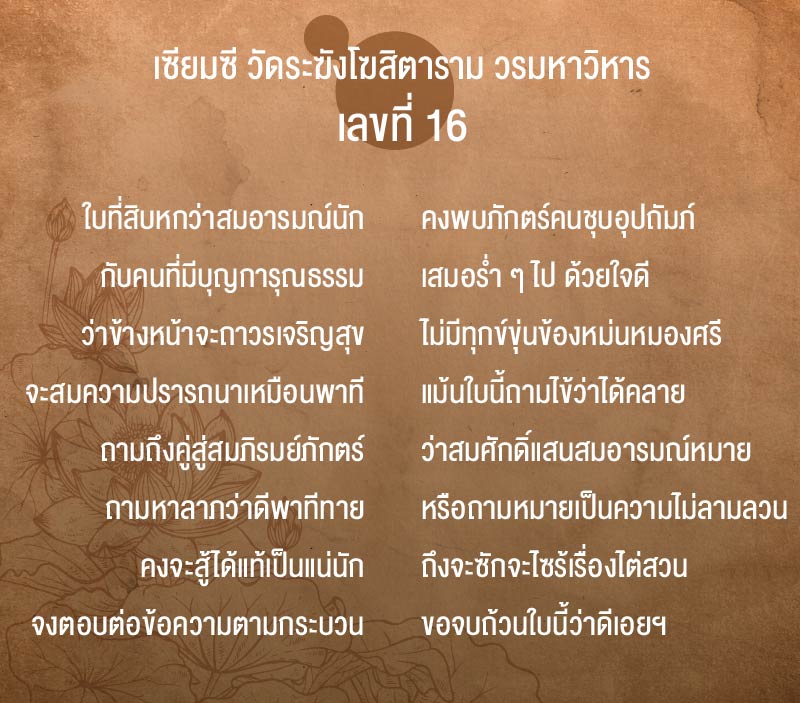 เซียมซี วัดระฆังโฆสิตาราม วรมหาวิหาร
เลขที่ 16
ใบที่สิบหกว่าสมอารมณ์นัก คงพบภักตร์คนชุบอุปถัมภ์
กับคนที่มีบุญการุณธรรม เสมอร่ำ ๆ ไป ด้วยใจดี
ว่าข้างหน้าจะถาวรเจริญสุข ไม่มีทุกข์ขุ่นข้องหม่นหมองศรี
จะสมความปรารถนาเหมือนพาที แม้นใบนี้ถามไข้ว่าได้คลาย
ถามถึงคู่สู่สมภิรมย์ภักตร์ ว่าสมศักดิ์แสนสมอารมณ์หมาย
ถามหาลาภว่าดีพาทีทาย หรือถามหมายเป็นความไม่ลามลวน
คงจะสู้ได้แท้เป็นแน่นัก ถึงจะซักจะไซร้เรื่องไต่สวน
จงตอบต่อข้อความตามกระบวน ขอจบถ้วนใบนี้ว่าดีเอยฯ